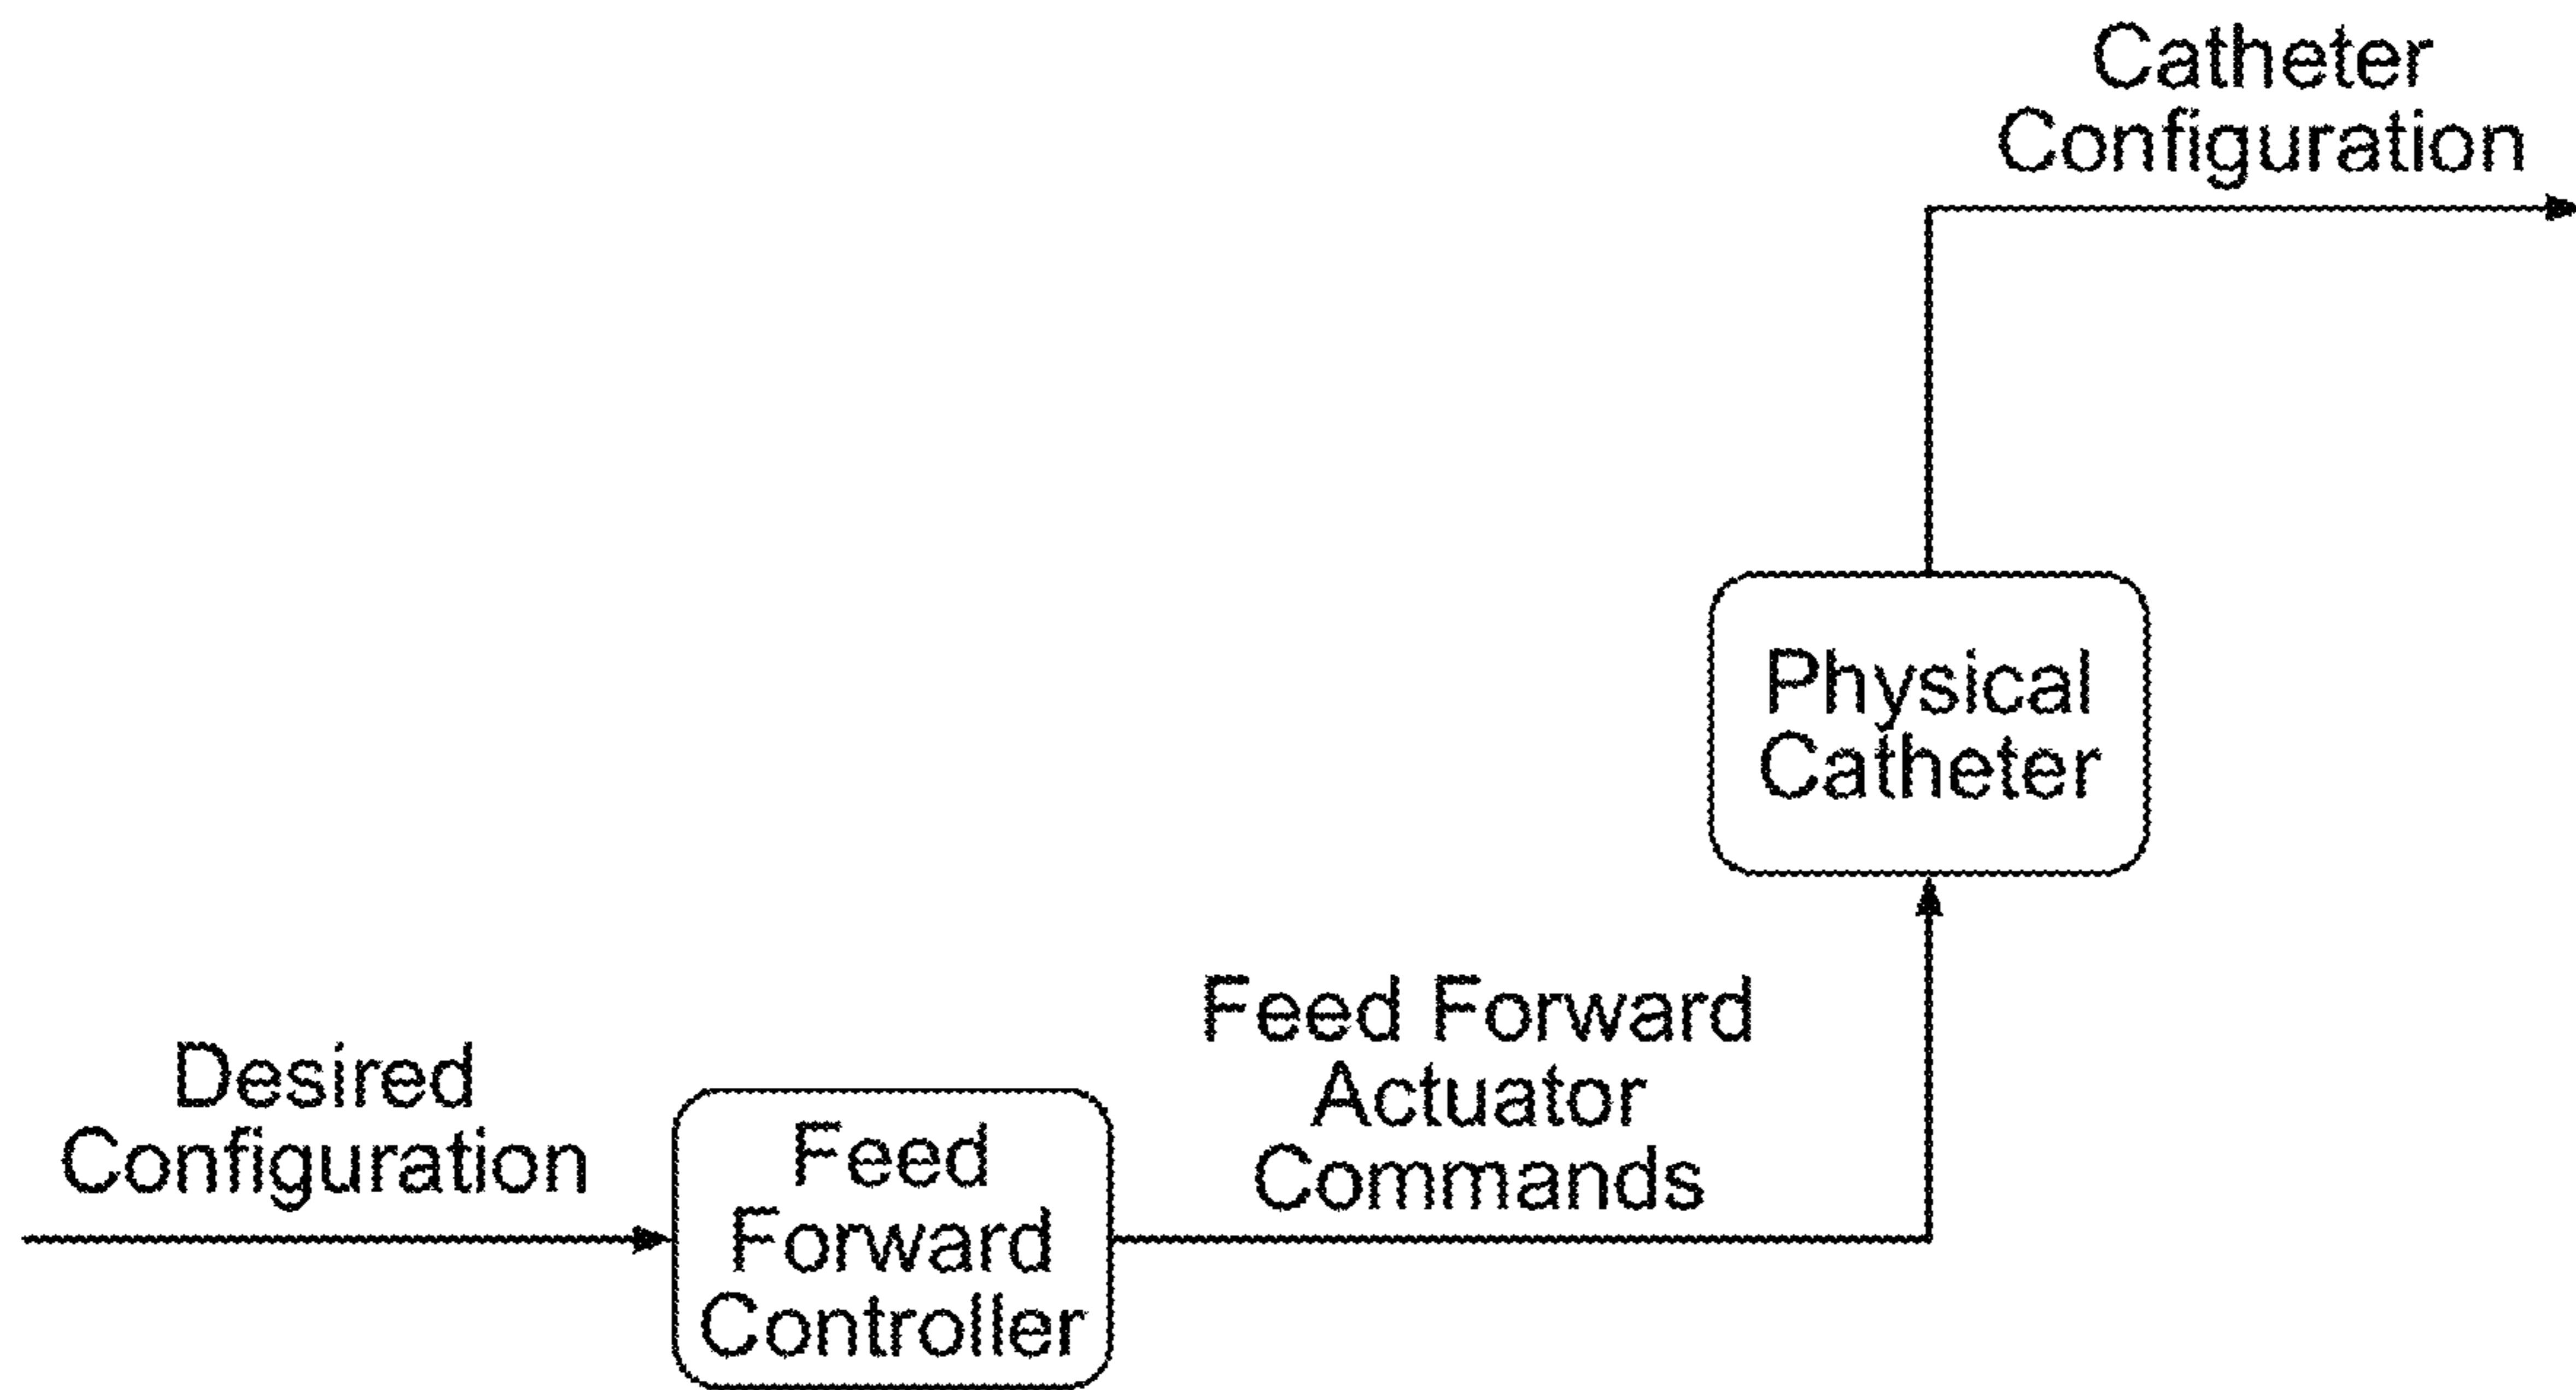 Catheter
Configuration
Physical
Catheter
Feed Forward
Actuator
Commands
Desired
Configuration
Feed
Forward
Controller